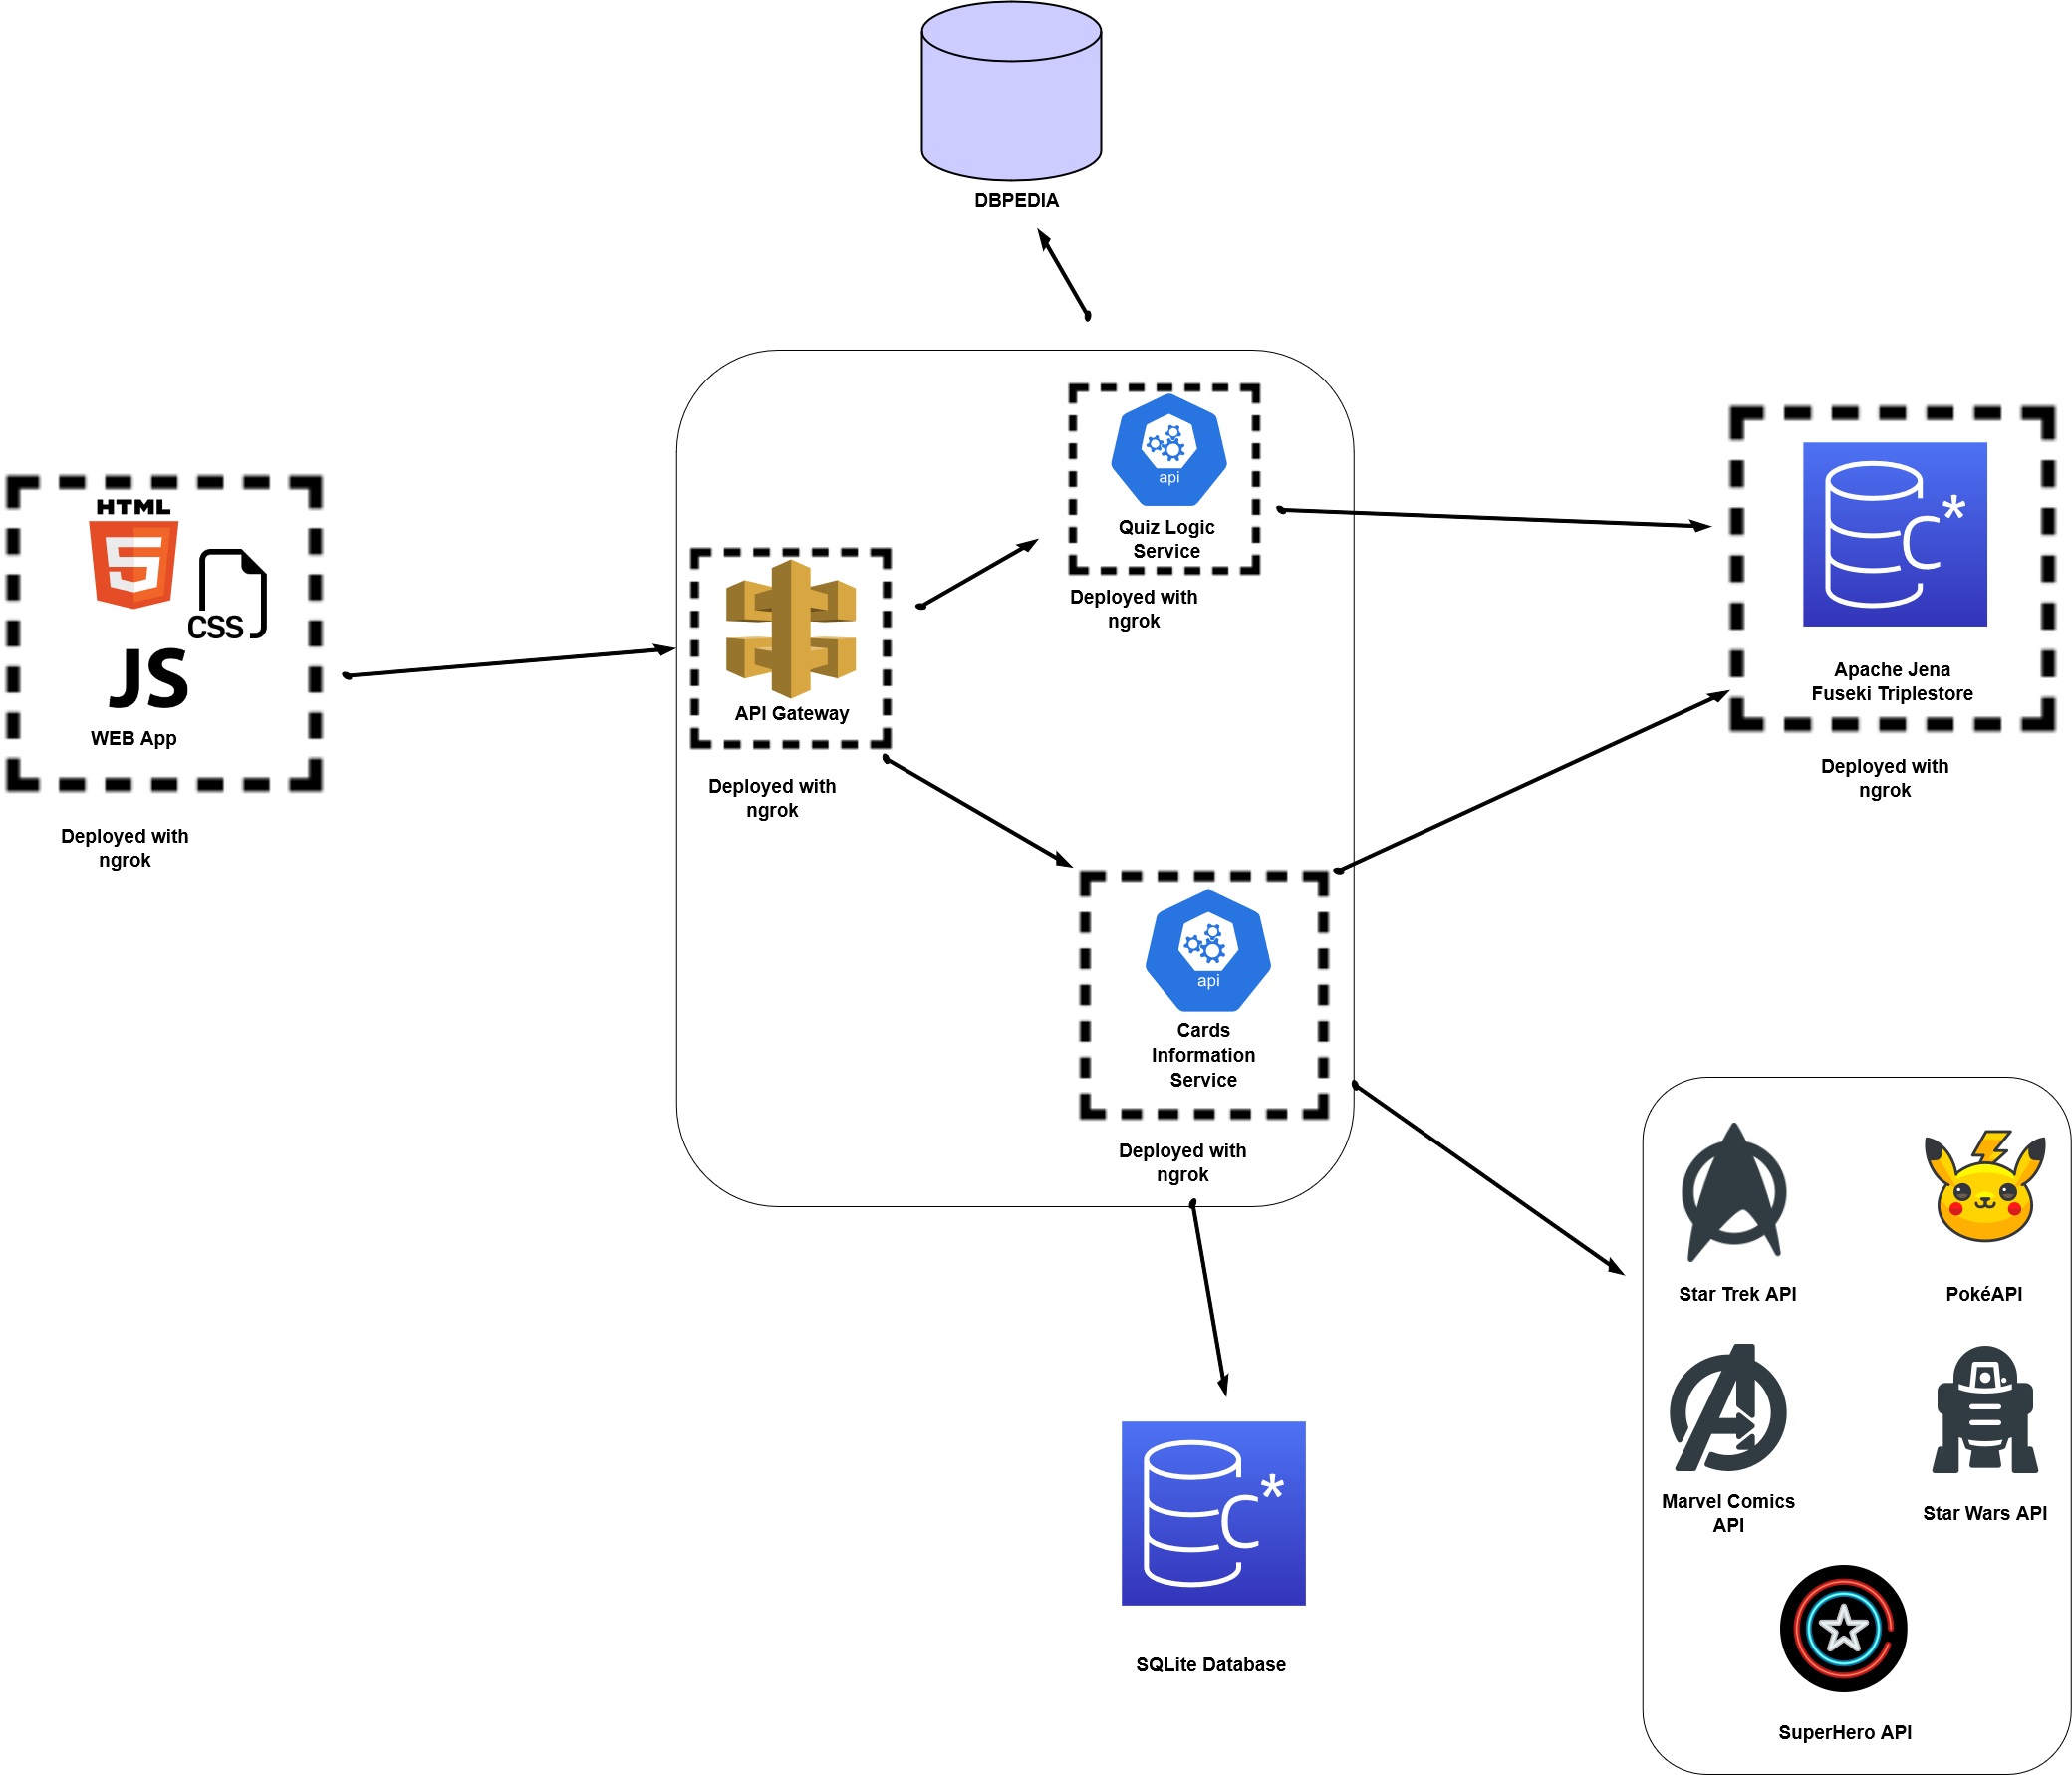 DBPEDIA
HTML
5
CSS
JS
WEB App
Deployed with
ngrok
API Gateway
Deployed with
ngrok
api
Quiz Logic
Service
Deployed with
ngrok
C*
Apache Jena
Fuseki Triplestore
Deployed with
ngrok
api
Cards
Information
Service
Deployed with
ngrok
C*
SQLite Database
Star Trek API
PokéAPI
Marvel Comics
API
Star Wars API
SuperHero API